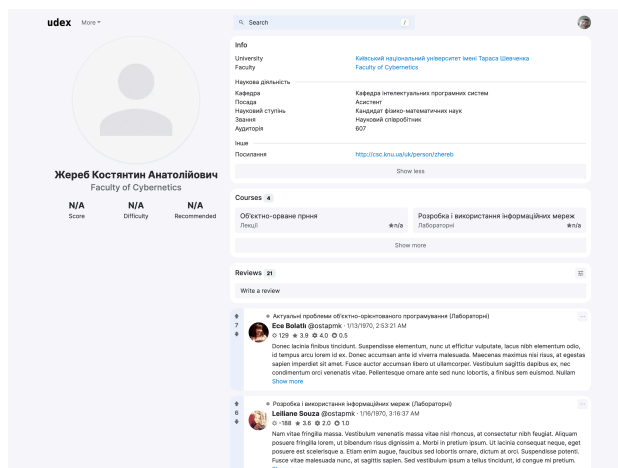 udex
More
Search
/
Info
University
Київський національний університет імені Тараса Шевченка
Faculty
Faculty of Cybernetics
Наукова діяльність
Кафедра
Кафедра інтелектуальних програмних систем
Посада
Асистент
Науковий ступінь
Кандидат фізико-математичних наук
Звання
Науковий співробітник
Аудиторія
607
Інше
Посилання
http://csc.knu.ua/uk/person/zhereb
Show less
Жереб Костянтин Анатолійович
Faculty of Cybernetics
N/A
N/A
N/A
Score
Difficulty
Recommended
Courses 4
Об'єктно-орване прння
Лекції
n/a
Розробка і використання інформаційних мереж
Лабораторні
n/a
Show more
Reviews 21
Write a review
7
Актуальні проблеми об'єктно-орієнтованого програмування (Лабораторні)
Ece Bolatlı @ostapmk · 1/13/1970, 2:53:21 AM
129 3.9 4.0 0.5
Donec lacinia finibus tincidunt. Suspendisse elementum, nunc ut efficitur vulputate, lacus nibh elementum odio,
id tempus arcu lorem id ex. Donec accumsan ante id viverra malesuada. Maecenas maximus nisi risus, at egestas
sapien imperdiet sit amet. Fusce auctor accumsan libero ut ullamcorper. Vestibulum sagittis dapibus ex, nec
condimentum orci venenatis vitae. Pellentesque ornare ante sed nunc lobortis, a finibus sem euismod. Nullam
Show more
6
Розробка і використання інформаційних мереж (Лабораторні)
Leiliane Souza @ostapmk · 1/16/1970, 3:16:37 AM
-188 3.6 2.0 1.0
Nam vitae fringilla massa. Vestibulum venenatis massa vitae nisl rhoncus, at consectetur nibh feugiat. Aliquam
posuere fringilla lorem, ut bibendum risus dignissim a. Morbi in pretium ipsum. Ut lacinia consequat neque, eget
posuere est scelerisque a. Etiam enim augue, faucibus sed lobortis ornare, dictum at orci. Suspendisse potenti.
Fusce vitae malesuada nunc, at sagittis sapien. Sed vestibulum ipsum a tellus tincidunt, id congue mi pretium.